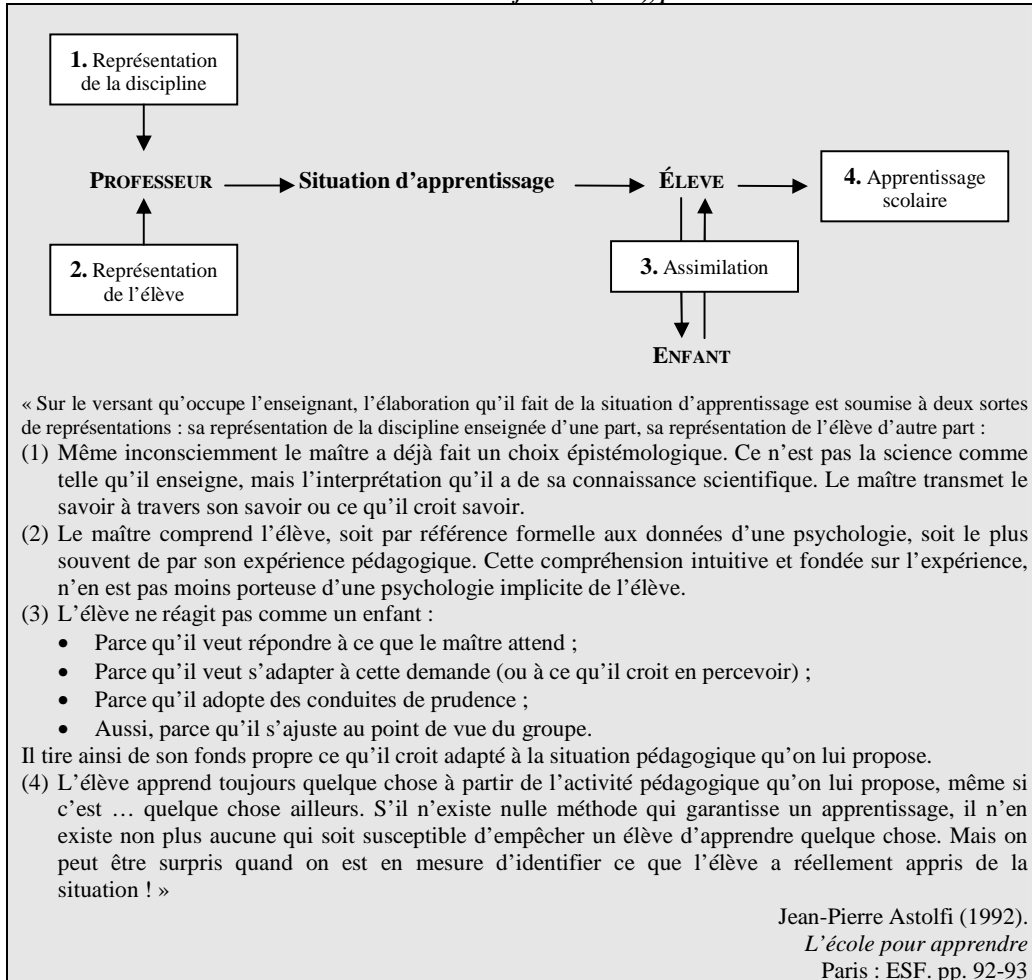 1. Représentation
de la discipline
PROFESSEUR
Situation d’apprentissage
ÉLEVE
4. Apprentissage
scolaire
2. Représentation
de l’élève
3. Assimilation
ENFANT
« Sur le versant qu’occupe l’enseignant, l’élaboration qu’il fait de la situation d’apprentissage est soumise à deux sortes
de représentations : sa représentation de la discipline enseignée d’une part, sa représentation de l’élève d’autre part :
(1) Même inconsciemment le maître a déjà fait un choix épistémologique. Ce n’est pas la science comme
telle qu’il enseigne, mais l’interprétation qu’il a de sa connaissance scientifique. Le maître transmet le
savoir à travers son savoir ou ce qu’il croit savoir.
(2) Le maître comprend l’élève, soit par référence formelle aux données d’une psychologie, soit le plus
souvent de par son expérience pédagogique. Cette compréhension intuitive et fondée sur l’expérience,
n’en est pas moins porteuse d’une psychologie implicite de l’élève.
(3) L’élève ne réagit pas comme un enfant :
• Parce qu’il veut répondre à ce que le maître attend ;
• Parce qu’il veut s’adapter à cette demande (ou à ce qu’il croit en percevoir) ;
• Parce qu’il adopte des conduites de prudence ;
• Aussi, parce qu’il s’ajuste au point de vue du groupe.
Il tire ainsi de son fonds propre ce qu’il croit adapté à la situation pédagogique qu’on lui propose.
(4) L’élève apprend toujours quelque chose à partir de l’activité pédagogique qu’on lui propose, même si
c’est … quelque chose ailleurs. S’il n’existe nulle méthode qui garantisse un apprentissage, il n’en
existe non plus aucune qui soit susceptible d’empêcher un élève d’apprendre quelque chose. Mais on
peut être surpris quand on est en mesure d’identifier ce que l’élève a réellement appris de la
situation ! »
Jean-Pierre Astolfi (1992).
L’école pour apprendre
Paris : ESF. pp. 92-93